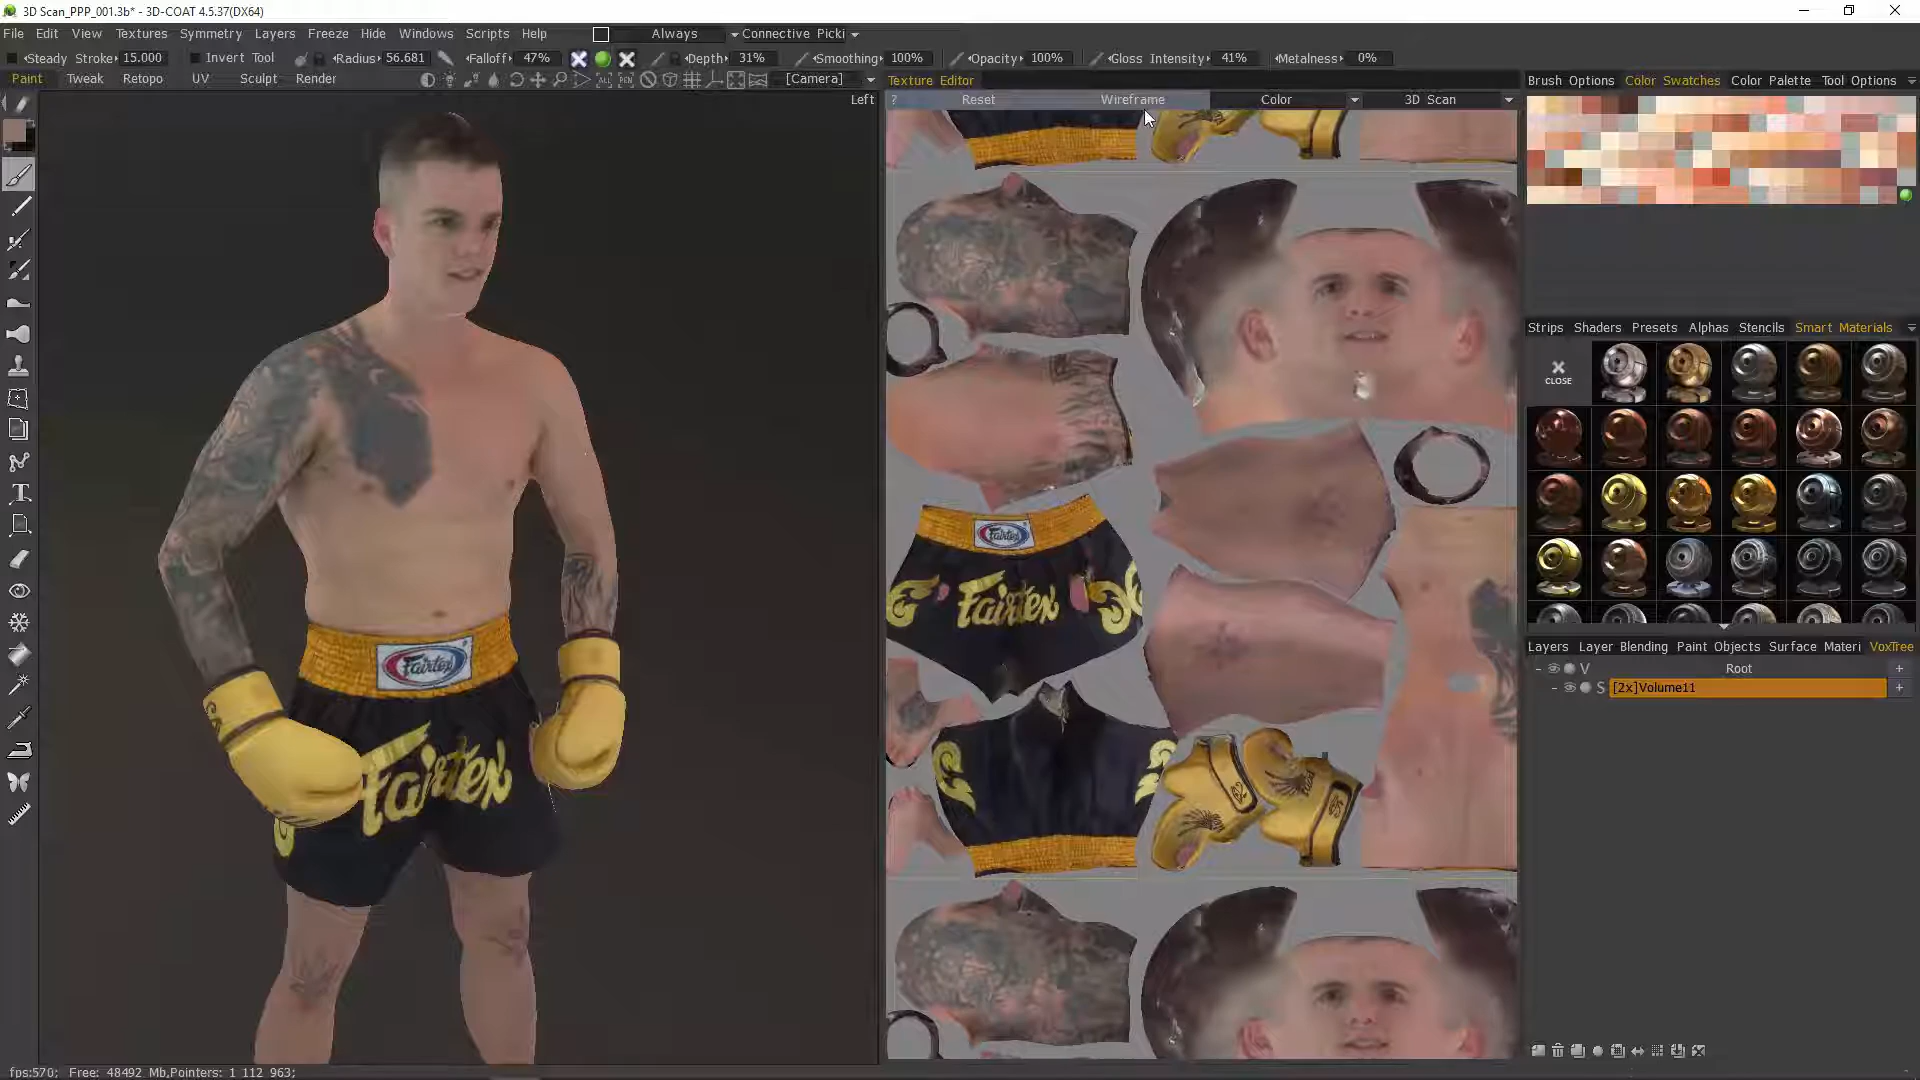 3D Scan_PPP_001.3b* - 3D-COAT 4.5.37(DX64)
File Edit View Textures Symmetry Layers Freeze Hide Windows Scripts Help Always Connective Picki
Steady Stroke 15.000 Invert Tool Radius 56.681 Falloff 47% Depth 31% Smoothing 100% Opacity 100% Gloss Intensity 41% Metalness 0%
Paint Tweak Retopo UV Sculpt Render [Camera] Texture Editor
Left ? Reset Wireframe Color 3D Scan
Brush Options Color Swatches Color Palette Tool Options
Strips Shaders Presets Alphas Stencils Smart Materials
CLOSE
Layers Layer Blending Paint Objects Surface Materi VoxTree
V Root +
S [2x]Volume11 +
Fairtex
Fairtex
Fairtex
Fairtex
fps:570; Free: 48492 Mb,Pointers: 1 112 963;